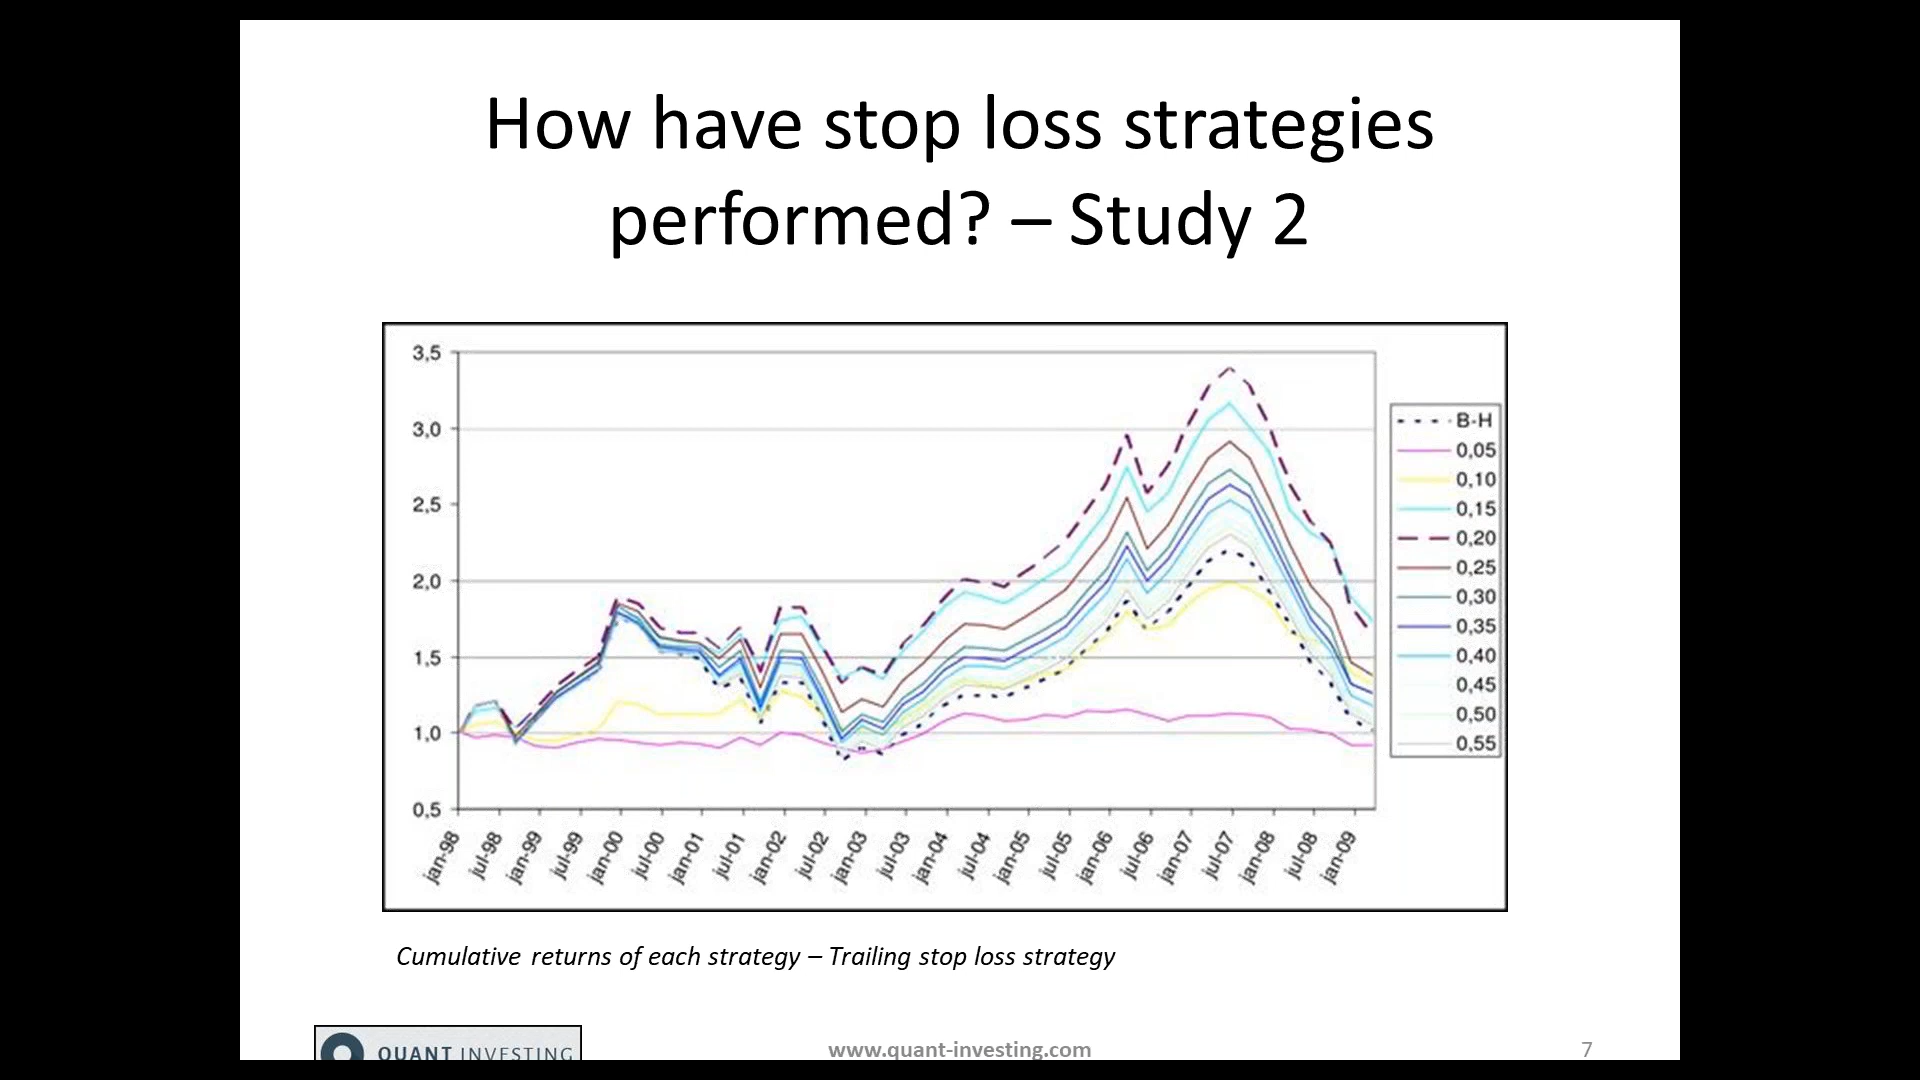 How have stop loss strategies
performed? – Study 2
3,5
3,0
2,5
2,0
1,5
1,0
0,5
jan-98
jul-98
jan-99
jul-99
jan-00
jul-00
jan-01
jul-01
jan-02
jul-02
jan-03
jul-03
jan-04
jul-04
jan-05
jul-05
jan-06
jul-06
jan-07
jul-07
jan-08
jul-08
jan-09
B-H
0,05
0,10
0,15
0,20
0,25
0,30
0,35
0,40
0,45
0,50
0,55
Cumulative returns of each strategy – Trailing stop loss strategy
QUANT INVESTING
www.quant-investing.com
7